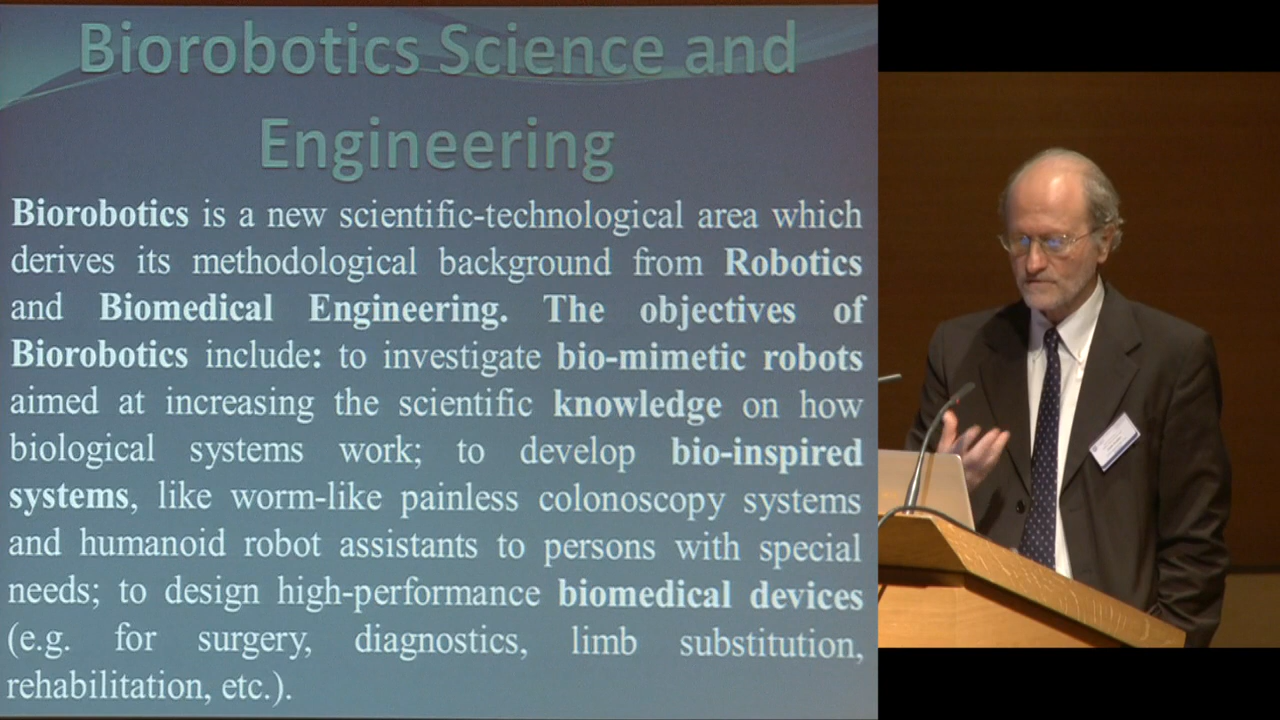 Biorobotics Science and
Engineering
Biorobotics is a new scientific-technological area which
derives its methodological background from Robotics
and Biomedical Engineering. The objectives of
Biorobotics include: to investigate bio-mimetic robots
aimed at increasing the scientific knowledge on how
biological systems work; to develop bio-inspired
systems, like worm-like painless colonoscopy systems
and humanoid robot assistants to persons with special
needs; to design high-performance biomedical devices
(e.g. for surgery, diagnostics, limb substitution,
rehabilitation, etc.).